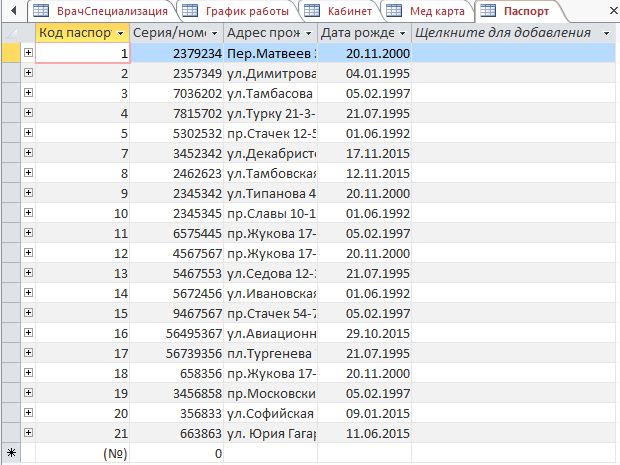 ВрачСпециализация График работы Кабинет Мед карта Паспорт
Код паспорт Серия/номе Адрес прож Дата рожде Щелкните для добавления
1 2379234 Пер.Матвеев 20.11.2000
2 2357349 ул.Димитрова 04.01.1995
3 7036202 ул.Тамбасова 05.02.1997
4 7815702 ул.Турку 21-3- 21.07.1995
5 5302532 пр.Стачек 12-5 01.06.1992
7 3452342 ул.Декабристо 17.11.2015
8 2462623 ул.Тамбовская 12.11.2015
9 2345342 ул.Типанова 4 20.11.2000
10 2345345 пр.Славы 10-1 01.06.1992
11 6575445 пр.Жукова 17- 05.02.1997
12 4567567 пр.Жукова 17- 20.11.2000
13 5467553 ул.Седова 12-3 21.07.1995
14 5672456 ул.Ивановская 01.06.1992
15 9467567 пр.Стачек 54-7 05.02.1997
16 56495367 ул.Авиационн 29.10.2015
17 56739356 пл.Тургенева 21.07.1995
18 658356 пр.Жукова 17- 20.11.2000
19 3456858 пр.Московски 05.02.1997
20 356833 ул.Софийская 09.01.2015
21 663863 ул. Юрия Гагар 11.06.2015
(№) 0